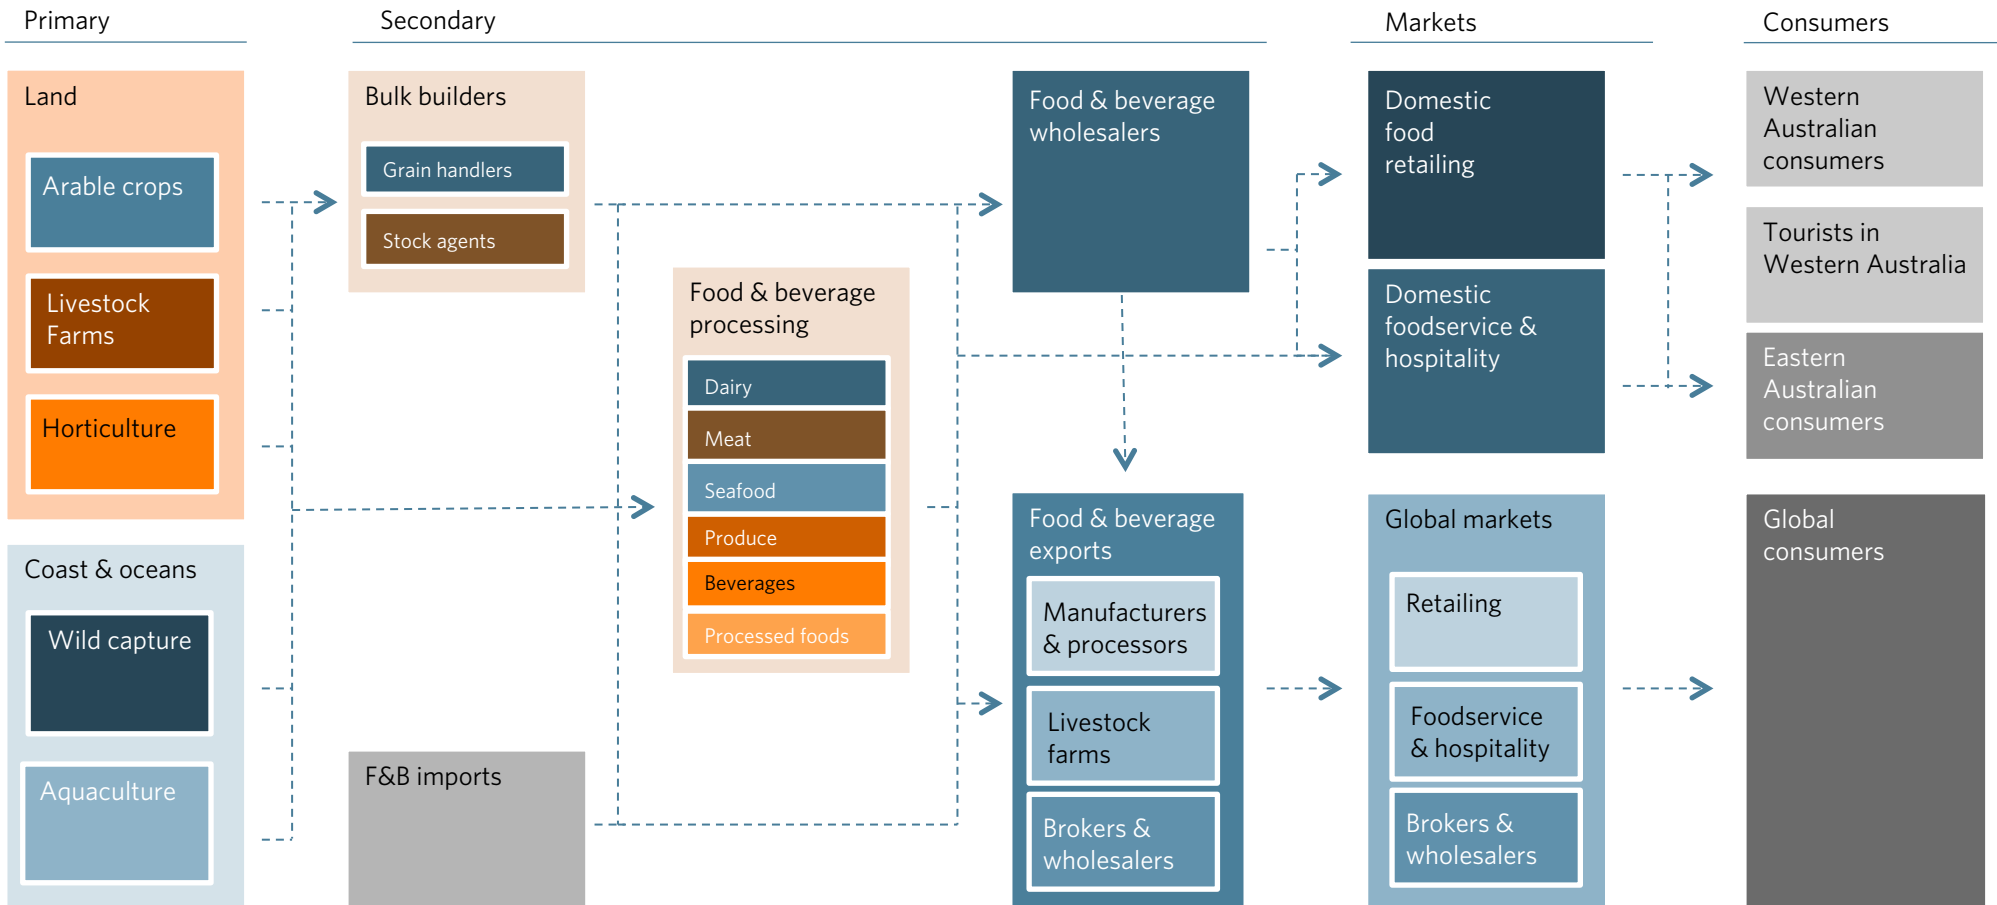 Primary
Secondary
Markets
Consumers
Land
Arable crops
Livestock
Farms
Horticulture
Coast & oceans
Wild capture
Aquaculture
Bulk builders
Grain handlers
Stock agents
F&B imports
Food & beverage
processing
Dairy
Meat
Seafood
Produce
Beverages
Processed foods
Food & beverage
wholesalers
Food & beverage
exports
Manufacturers
& processors
Livestock
farms
Brokers &
wholesalers
Domestic
food
retailing
Domestic
foodservice &
hospitality
Global markets
Retailing
Foodservice
& hospitality
Brokers &
wholesalers
Western
Australian
consumers
Tourists in
Western Australia
Eastern
Australian
consumers
Global
consumers